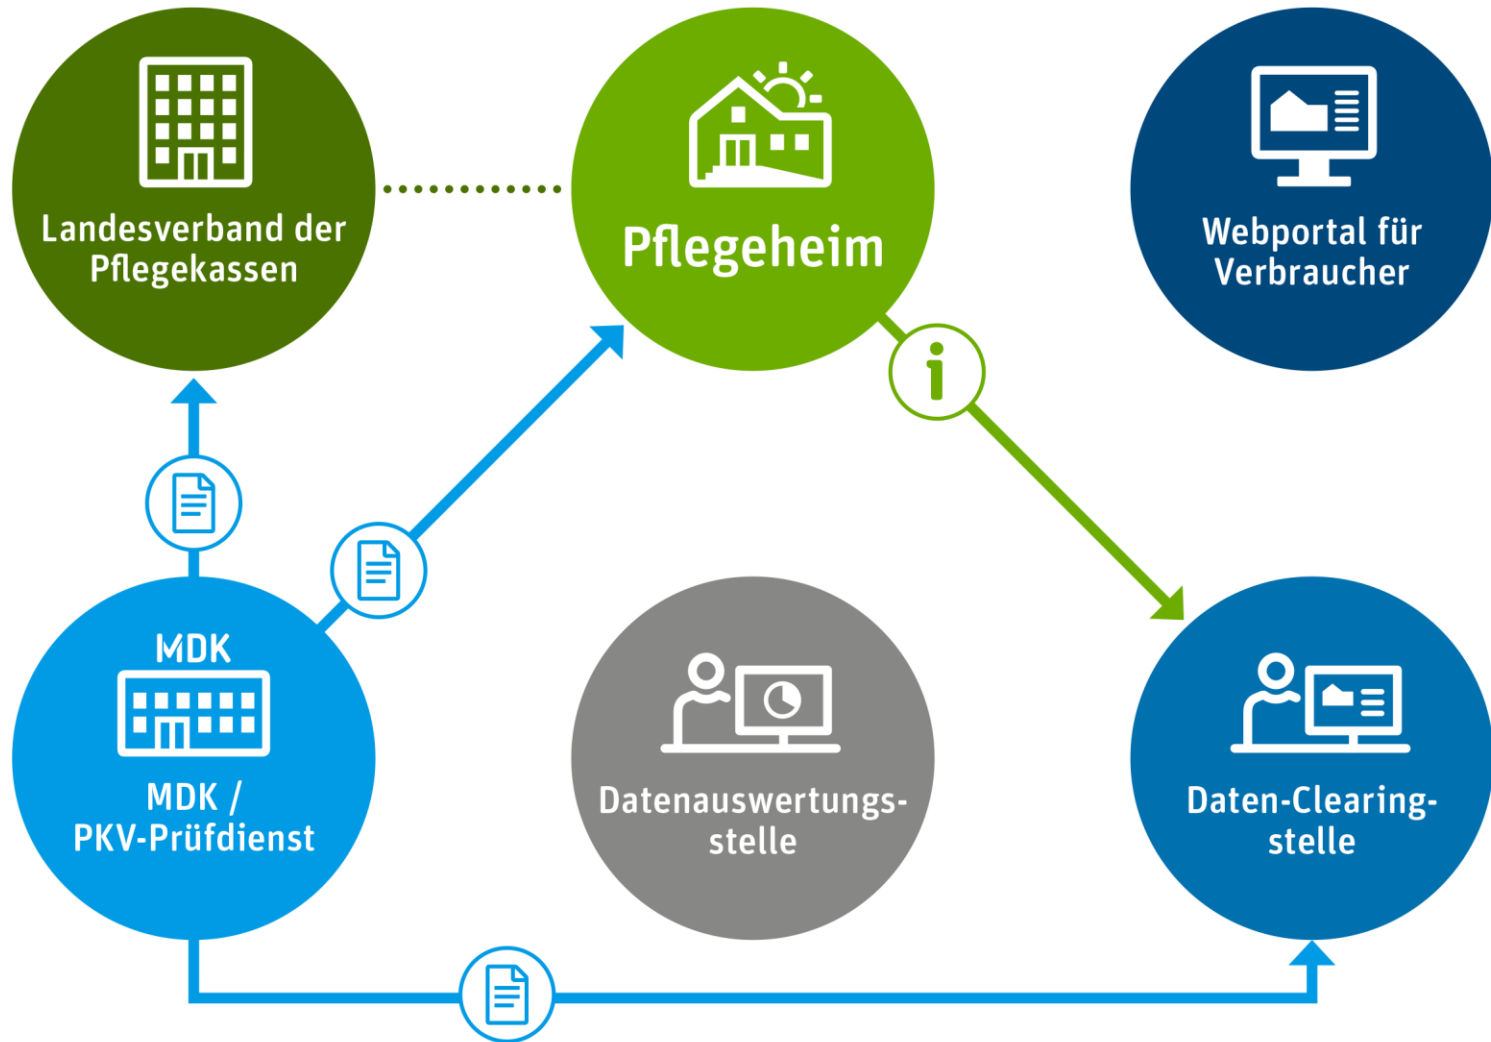 Landesverband der
Pflegekassen
Pflegeheim
Webportal für
Verbraucher
i
MDK
MDK /
PKV-Prüfdienst
Datenauswertungs-
stelle
Daten-Clearing-
stelle